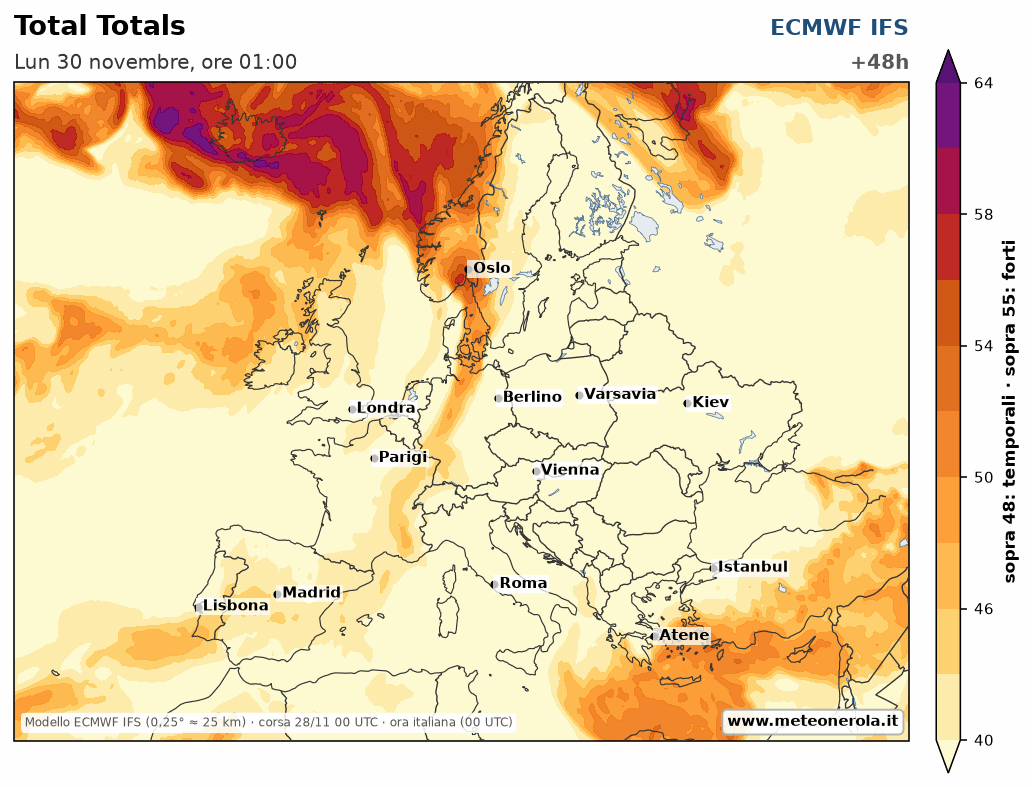 Total Totals
ECMWF IFS
Lun 30 novembre, ore 01:00
+48h
64
58
54
50
46
40
sopra 48: temporali · sopra 55: forti
Oslo
Berlino
Varsavia
Kiev
Londra
Parigi
Vienna
Istanbul
Roma
Madrid
Lisbona
Atene
Modello ECMWF IFS (0,25° ≈ 25 km) · corsa 28/11 00 UTC · ora italiana (00 UTC)
www.meteonerola.it